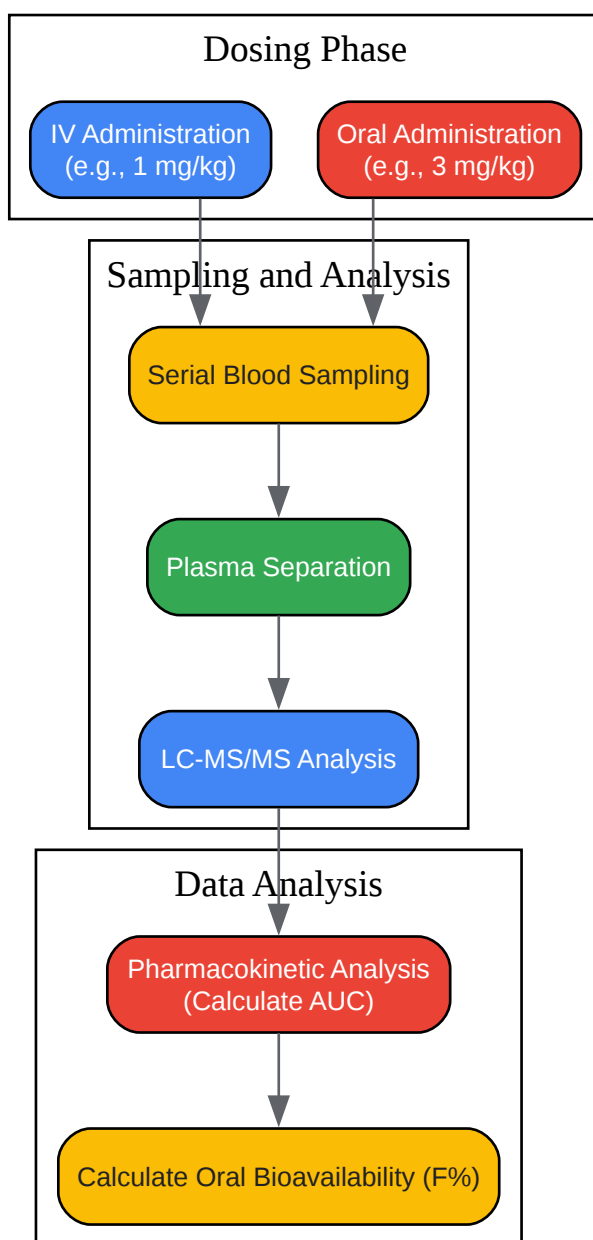 Dosing Phase
IV Administration
(e.g., 1 mg/kg)
Oral Administration
(e.g., 3 mg/kg)
Sampling and Analysis
Serial Blood Sampling
Plasma Separation
LC-MS/MS Analysis
Data Analysis
Pharmacokinetic Analysis
(Calculate AUC)
Calculate Oral Bioavailability (F%)